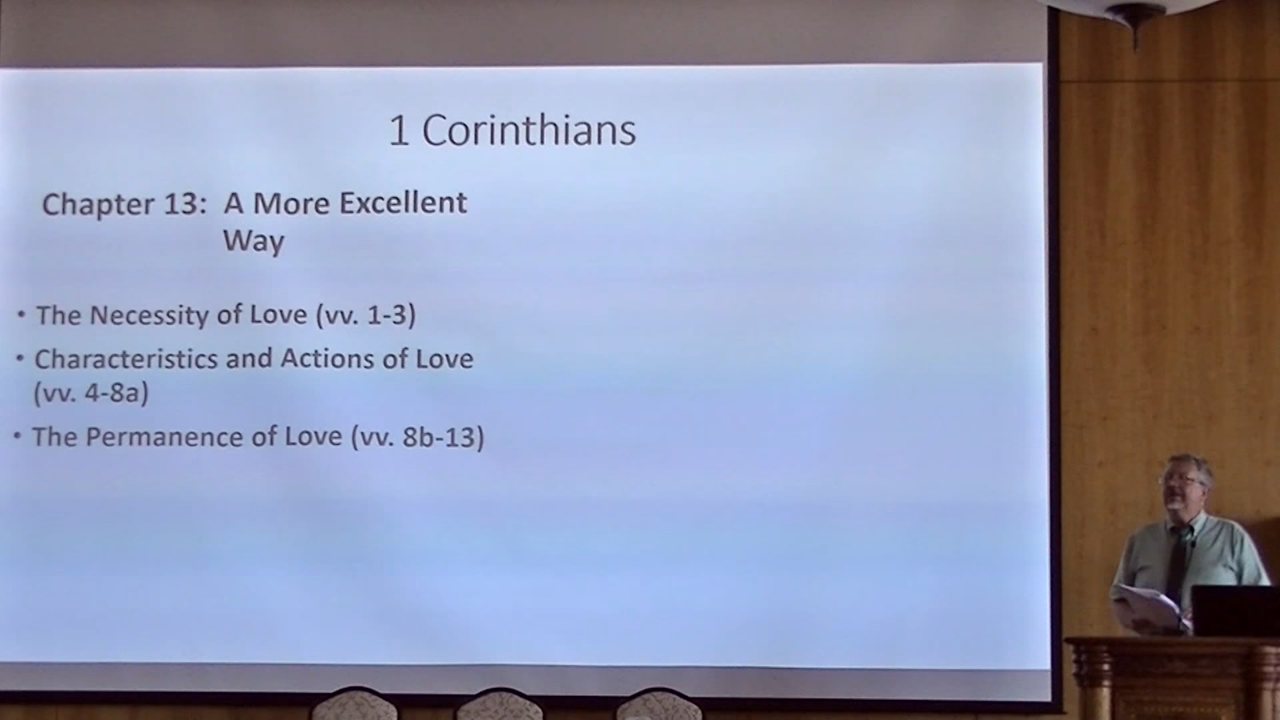 1 Corinthians
Chapter 13: A More Excellent
Way
• The Necessity of Love (vv. 1-3)
• Characteristics and Actions of Love
(vv. 4-8a)
• The Permanence of Love (vv. 8b-13)